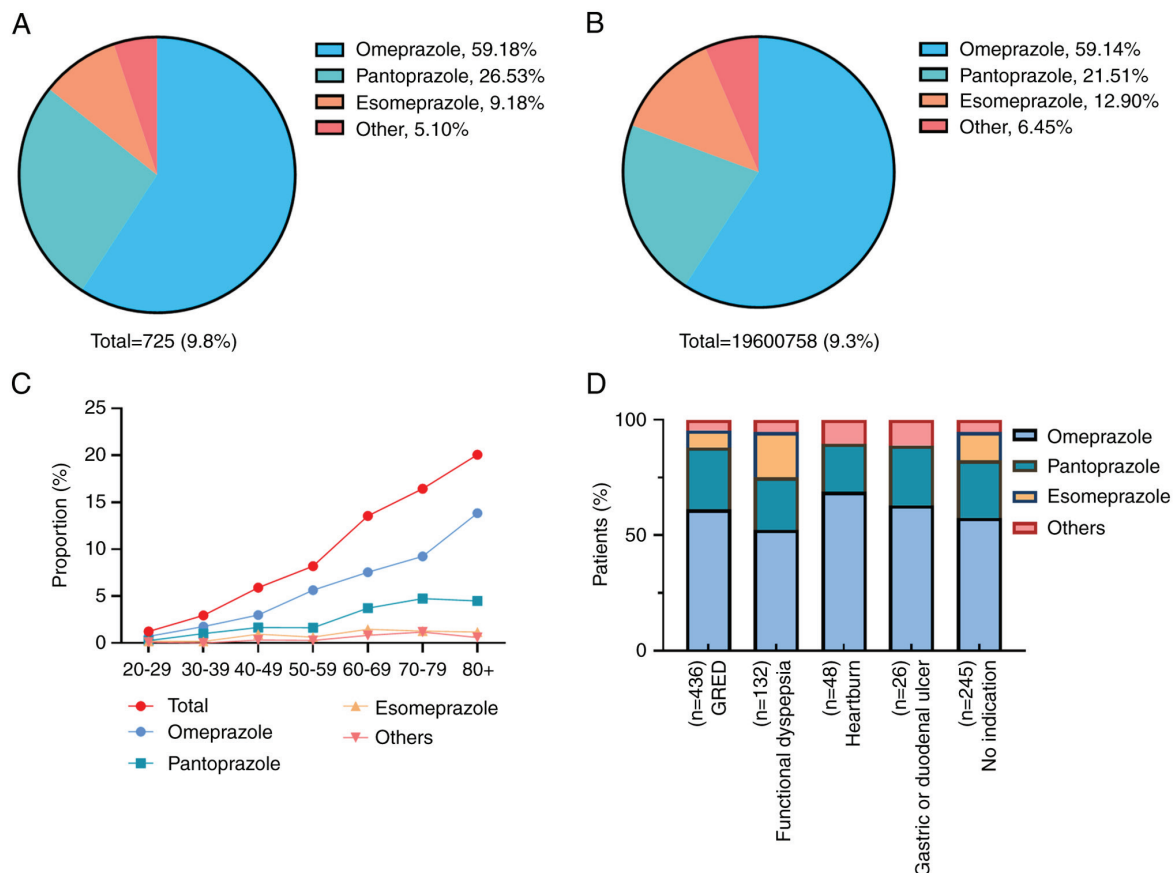 A
Omeprazole, 59.18%
Pantoprazole, 26.53%
Esomeprazole, 9.18%
Other, 5.10%
Total=725 (9.8%)
B
Omeprazole, 59.14%
Pantoprazole, 21.51%
Esomeprazole, 12.90%
Other, 6.45%
Total=19600758 (9.3%)
C
Proportion (%)
25
20
15
10
5
0
20-29 30-39 40-49 50-59 60-69 70-79 80+
Total
Omeprazole
Pantoprazole
Esomeprazole
Others
D
Patients (%)
100
50
0
(n=436)
GRED
(n=132)
Functional dyspepsia
(n=48)
Heartburn
(n=26)
Gastric or duodenal ulcer
(n=245)
No indication
Omeprazole
Pantoprazole
Esomeprazole
Others